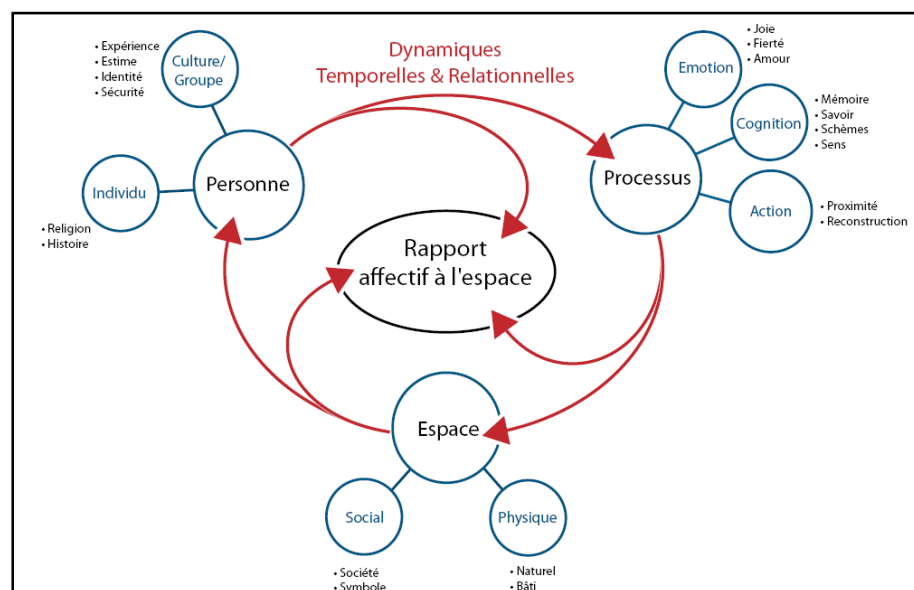 Dynamiques
Temporelles & Relationnelles
• Expérience
• Estime
• Identité
• Sécurité
Culture/
Groupe
Individu
• Religion
• Histoire
Personne
Emotion
• Joie
• Fierté
• Amour
Cognition
• Mémoire
• Savoir
• Schèmes
• Sens
Processus
Action
• Proximité
• Reconstruction
Rapport
affectif à l'espace
Espace
Social
Physique
• Société
• Symbole
• Naturel
• Bâti